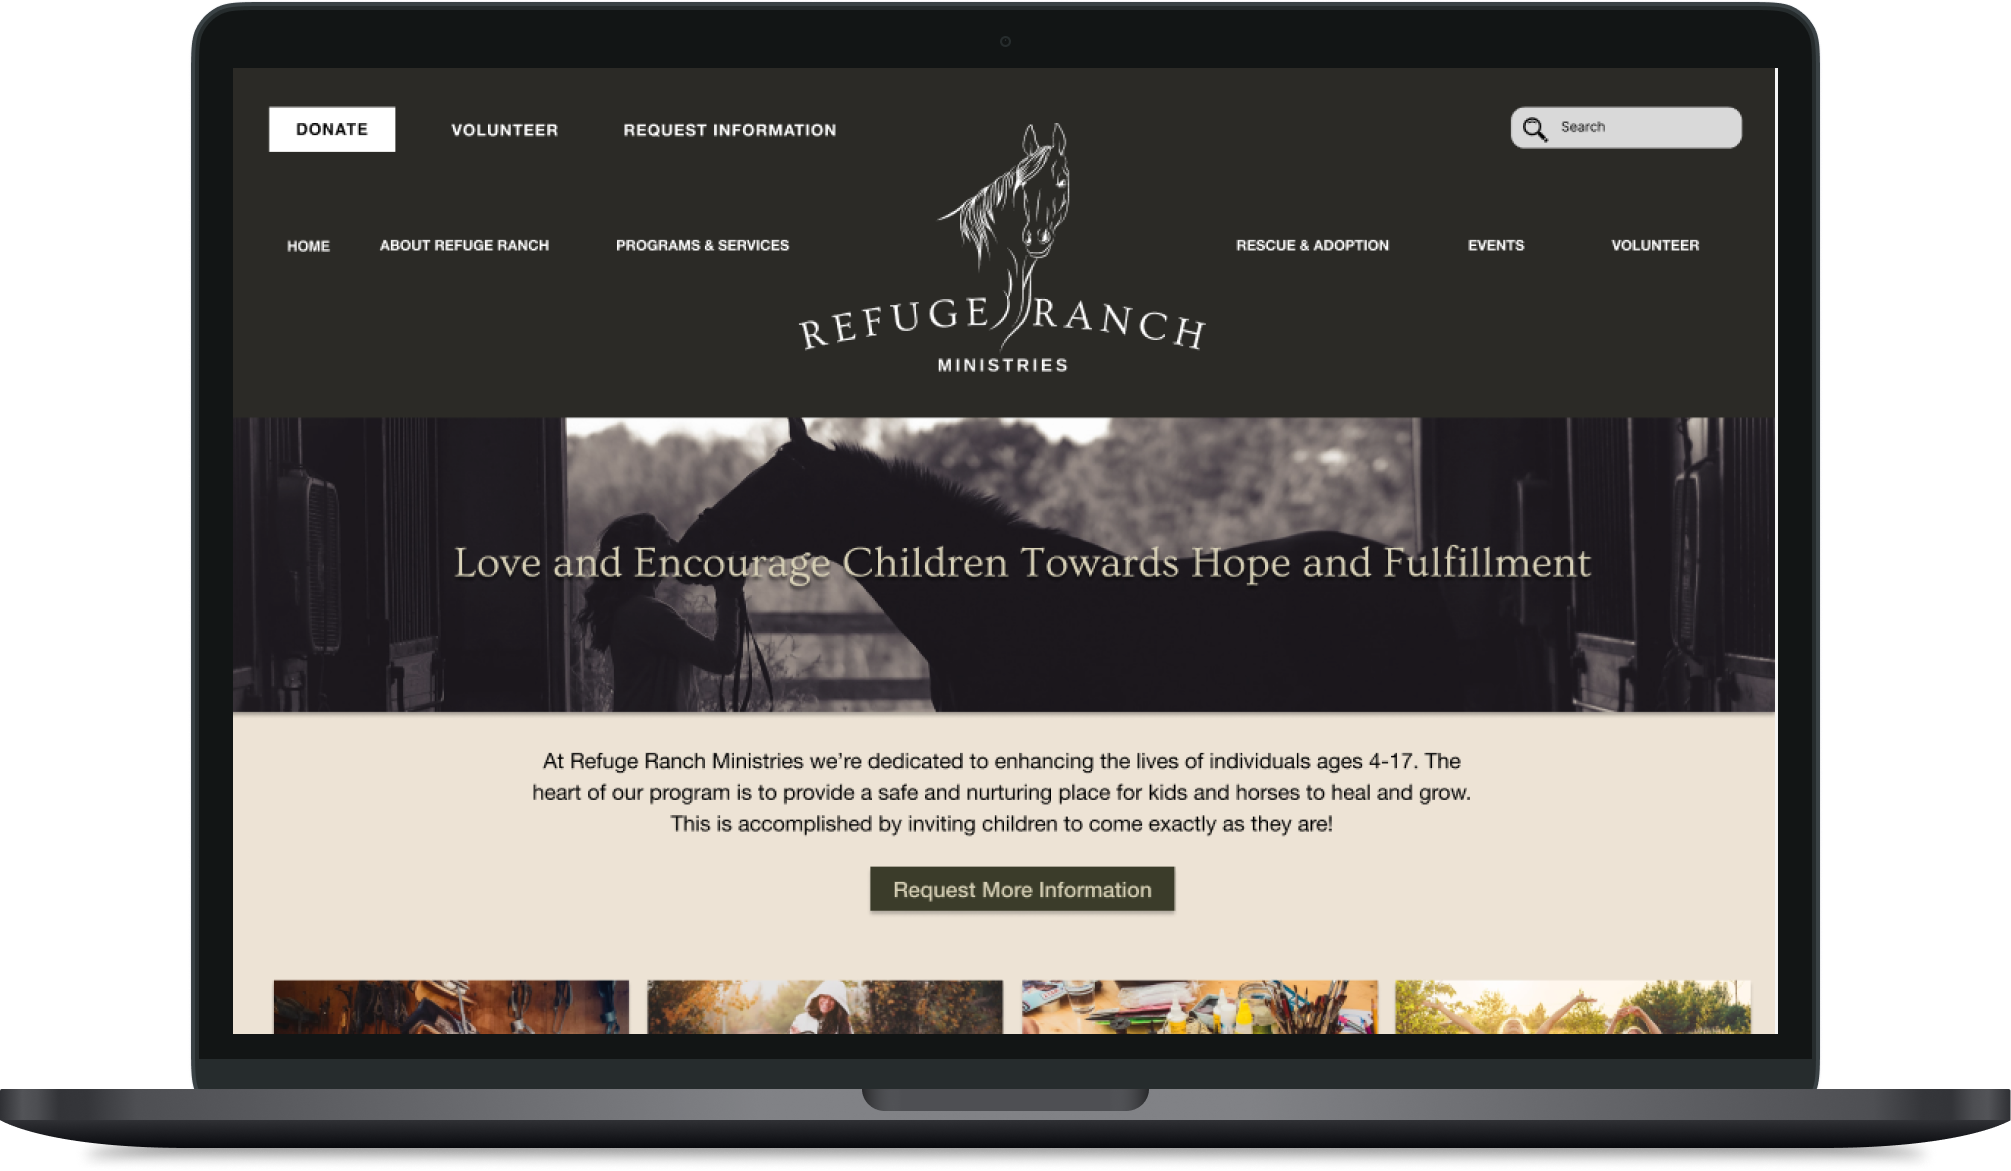 DONATE
VOLUNTEER
REQUEST INFORMATION
Search
HOME
ABOUT REFUGE RANCH
PROGRAMS & SERVICES
RESCUE & ADOPTION
EVENTS
VOLUNTEER
REFUGE RANCH
MINISTRIES
Love and Encourage Children Towards Hope and Fulfillment
At Refuge Ranch Ministries we’re dedicated to enhancing the lives of individuals ages 4-17. The
heart of our program is to provide a safe and nurturing place for kids and horses to heal and grow.
This is accomplished by inviting children to come exactly as they are!
Request More Information